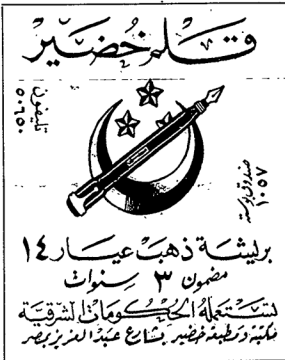 قلم خضير
تليفون
٥٦٠٥
صندوق بوستة
١٠٥٧
بريشة ذهب عيار ١٤
مضمون ٣ سنوات
تستعمله الحكومات الشرقية
مكتبة ومطبعة خضير بشارع عبد العزيز بمصر